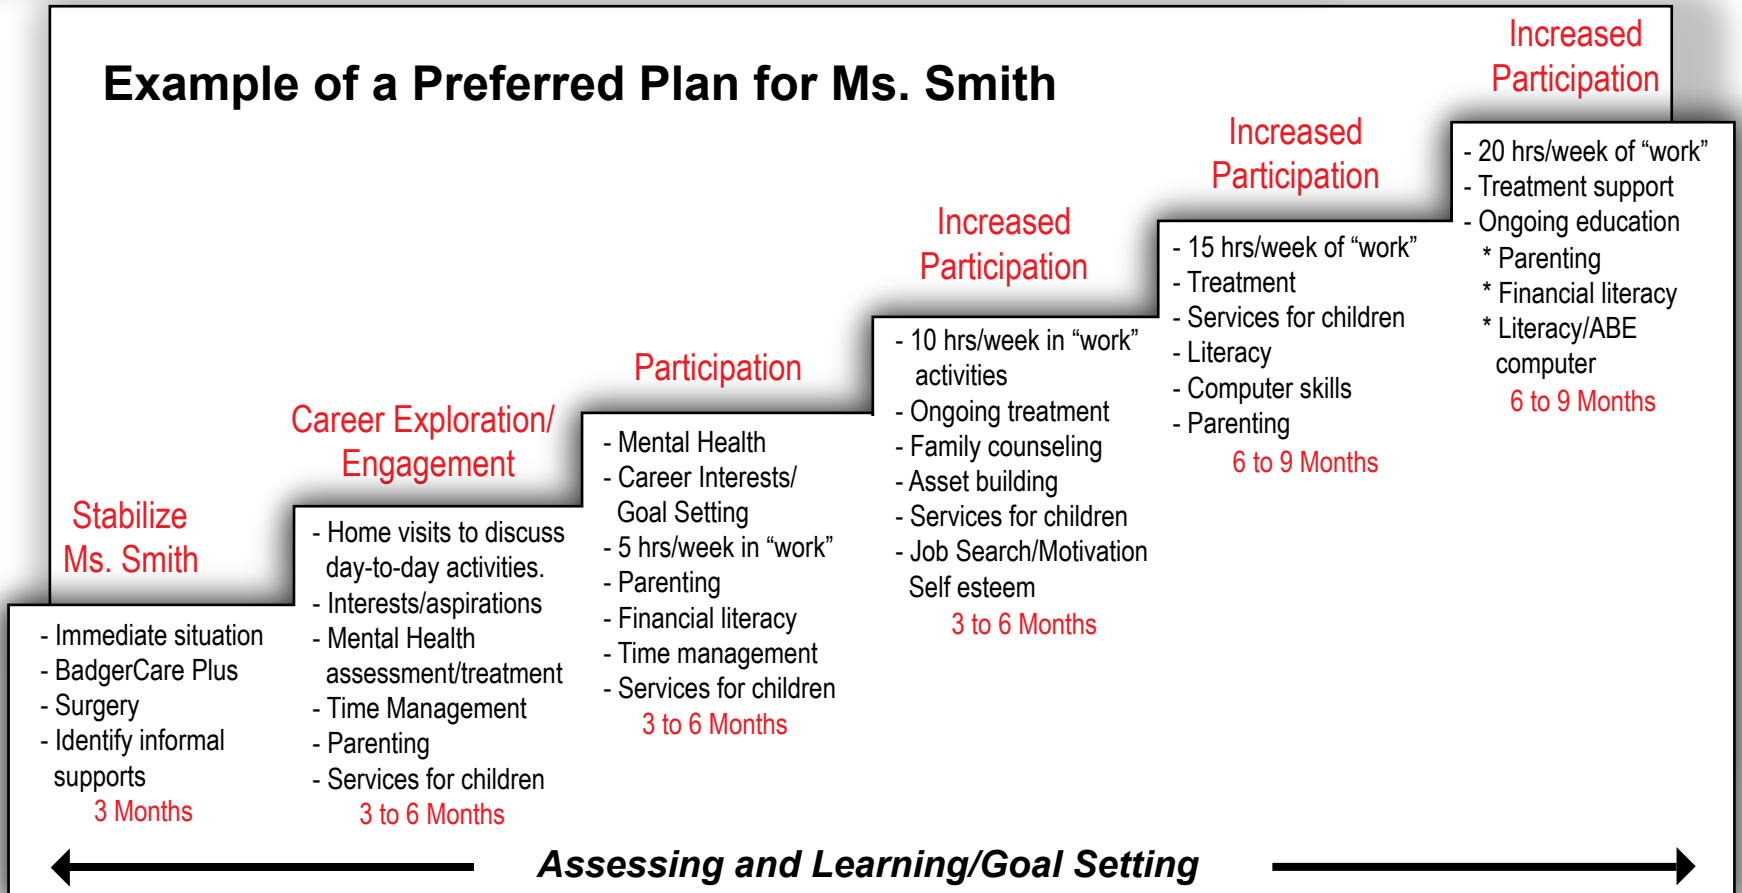 Example of a Preferred Plan for Ms. Smith
Stabilize
Ms. Smith
- Immediate situation
- BadgerCare Plus
- Surgery
- Identify informal
supports
3 Months
Career Exploration/
Engagement
- Home visits to discuss
day-to-day activities.
- Interests/aspirations
- Mental Health
assessment/treatment
- Time Management
- Parenting
- Services for children
3 to 6 Months
Participation
- Mental Health
- Career Interests/
Goal Setting
- 5 hrs/week in “work”
- Parenting
- Financial literacy
- Time management
- Services for children
3 to 6 Months
Increased
Participation
- 10 hrs/week in “work”
activities
- Ongoing treatment
- Family counseling
- Asset building
- Services for children
- Job Search/Motivation
Self esteem
3 to 6 Months
Increased
Participation
- 15 hrs/week of “work”
- Treatment
- Services for children
- Literacy
- Computer skills
- Parenting
6 to 9 Months
Increased
Participation
- 20 hrs/week of “work”
- Treatment support
- Ongoing education
* Parenting
* Financial literacy
* Literacy/ABE
computer
6 to 9 Months
Assessing and Learning/Goal Setting